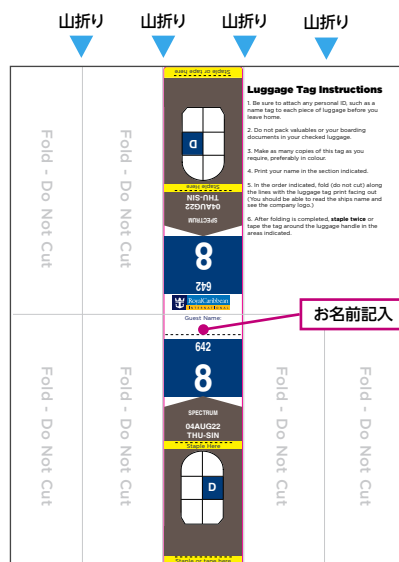 山折り 山折り 山折り 山折り
Staple or tape here
D
Staple Here
THU-SIN
04AUG22
SPECTRUM
8
642
RoyalCaribbean
INTERNATIONAL
Guest Name:
お名前記入
642
8
SPECTRUM
04AUG22
THU-SIN
Staple Here
D
Staple or tape here
Fold - Do Not Cut
Fold - Do Not Cut
Fold - Do Not Cut
Fold - Do Not Cut
Fold - Do Not Cut
Fold - Do Not Cut
Luggage Tag Instructions
1. Be sure to attach any personal ID, such as a
name tag to each piece of luggage before you
leave home.
2. Do not pack valuables or your boarding
documents in your checked luggage.
3. Make as many copies of this tag as you
require, preferably in colour.
4. Print your name in the section indicated.
5. In the order indicated, fold (do not cut) along
the lines with the luggage tag print facing out
(You should be able to read the ships name and
see the company logo.)
6. After folding is completed, staple twice or
tape the tag around the luggage handle in the
areas indicated.